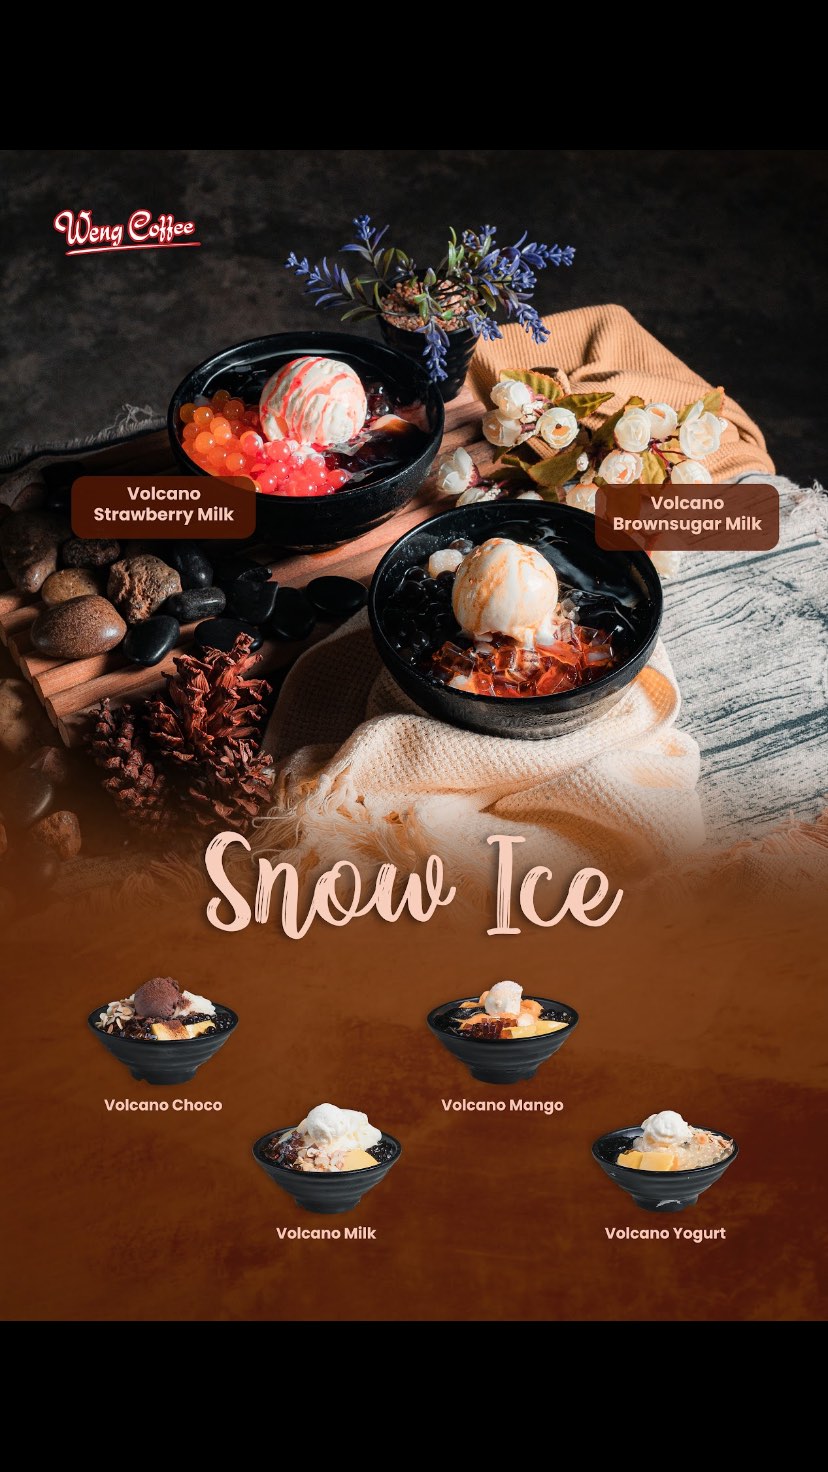 Weng Coffee
Volcano
Strawberry Milk
Volcano
Brownsugar Milk
Snow Ice
Volcano Choco
Volcano Mango
Volcano Milk
Volcano Yogurt